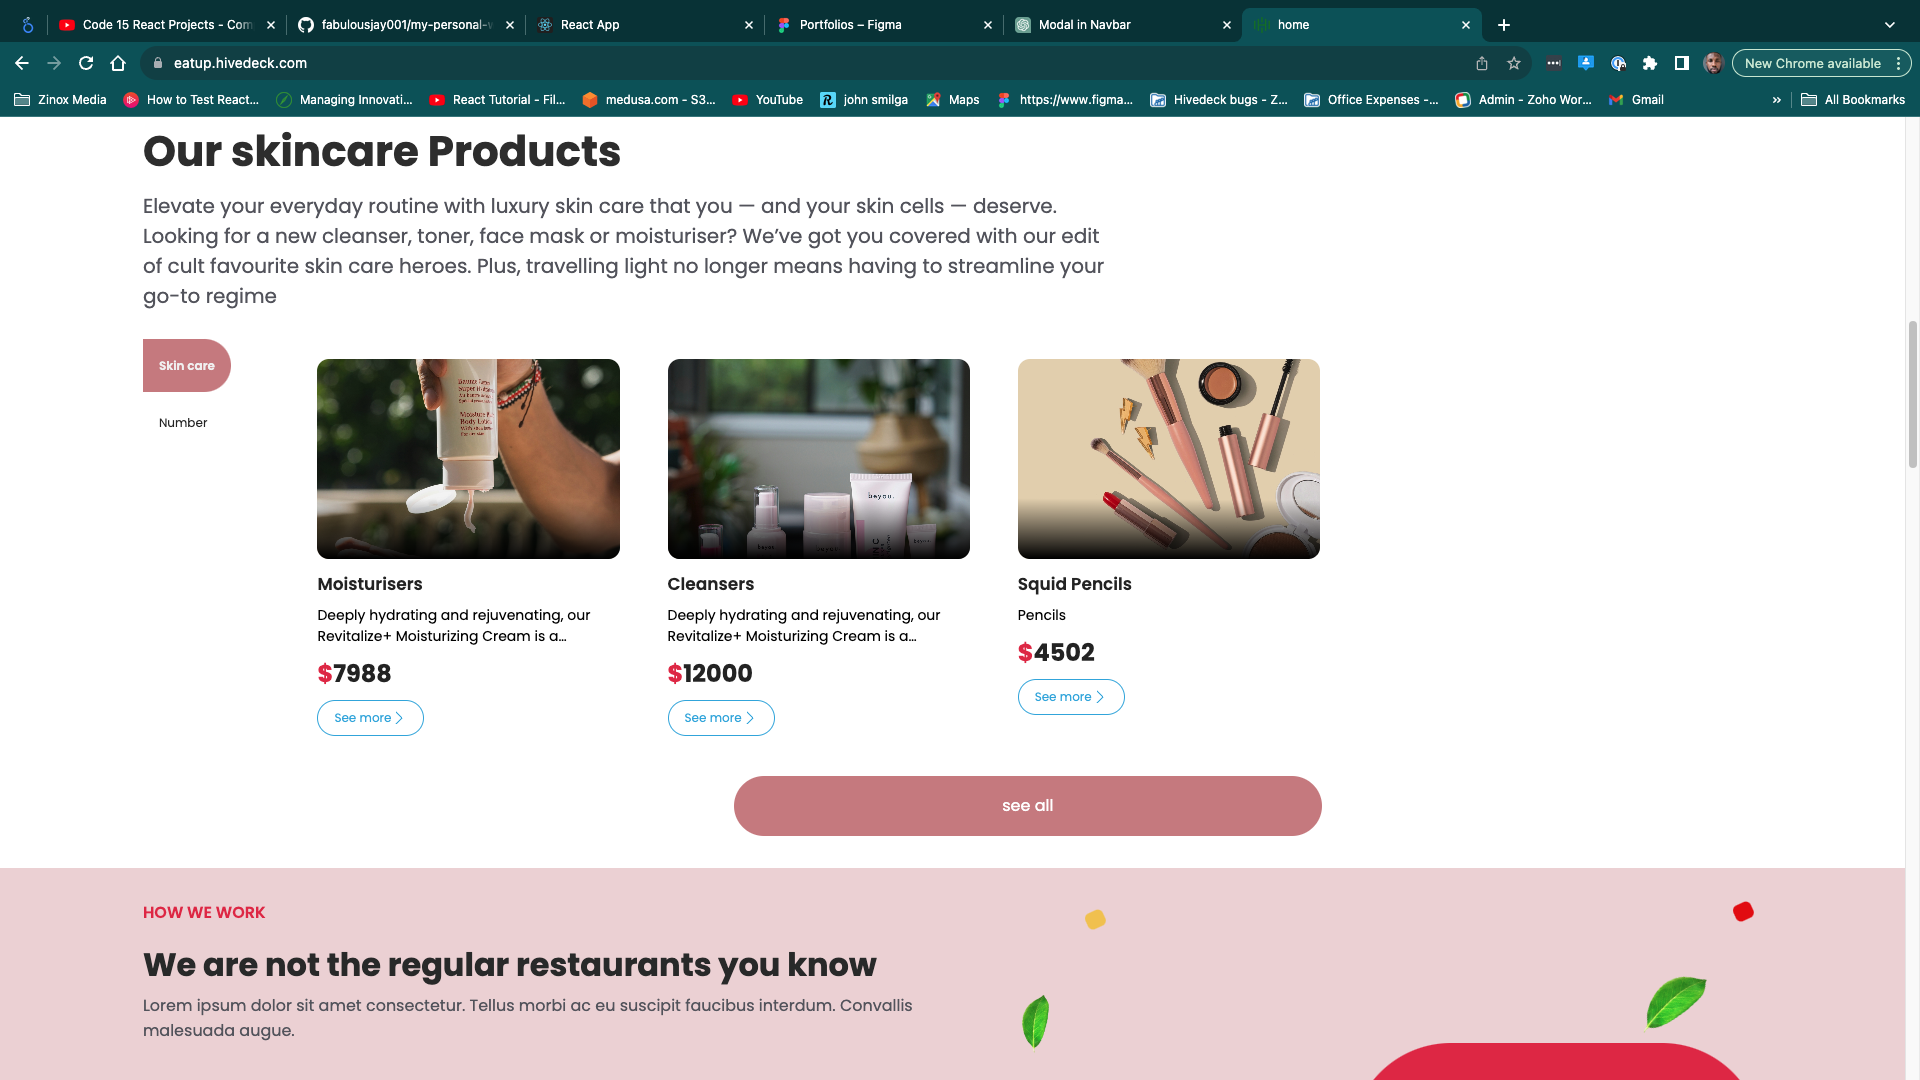 Code 15 React Projects - Com
fabulousjay001/my-personal-w
React App
Portfolios – Figma
Modal in Navbar
home
eatup.hivedeck.com
New Chrome available
Zinox Media
How to Test React...
Managing Innovati...
React Tutorial - Fil...
medusa.com - S3...
YouTube
john smilga
Maps
https://www.figma...
Hivedeck bugs - Z...
Office Expenses -...
Admin - Zoho Wor...
Gmail
»
All Bookmarks
Our skincare Products
Elevate your everyday routine with luxury skin care that you — and your skin cells — deserve.
Looking for a new cleanser, toner, face mask or moisturiser? We’ve got you covered with our edit
of cult favourite skin care heroes. Plus, travelling light no longer means having to streamline your
go-to regime
Skin care
Number
beyou.
Moisturisers
Deeply hydrating and rejuvenating, our
Revitalize+ Moisturizing Cream is a...
$7988
See more
Cleansers
Deeply hydrating and rejuvenating, our
Revitalize+ Moisturizing Cream is a...
$12000
See more
Squid Pencils
Pencils
$4502
See more
see all
HOW WE WORK
We are not the regular restaurants you know
Lorem ipsum dolor sit amet consectetur. Tellus morbi ac eu suscipit faucibus interdum. Convallis
malesuada augue.